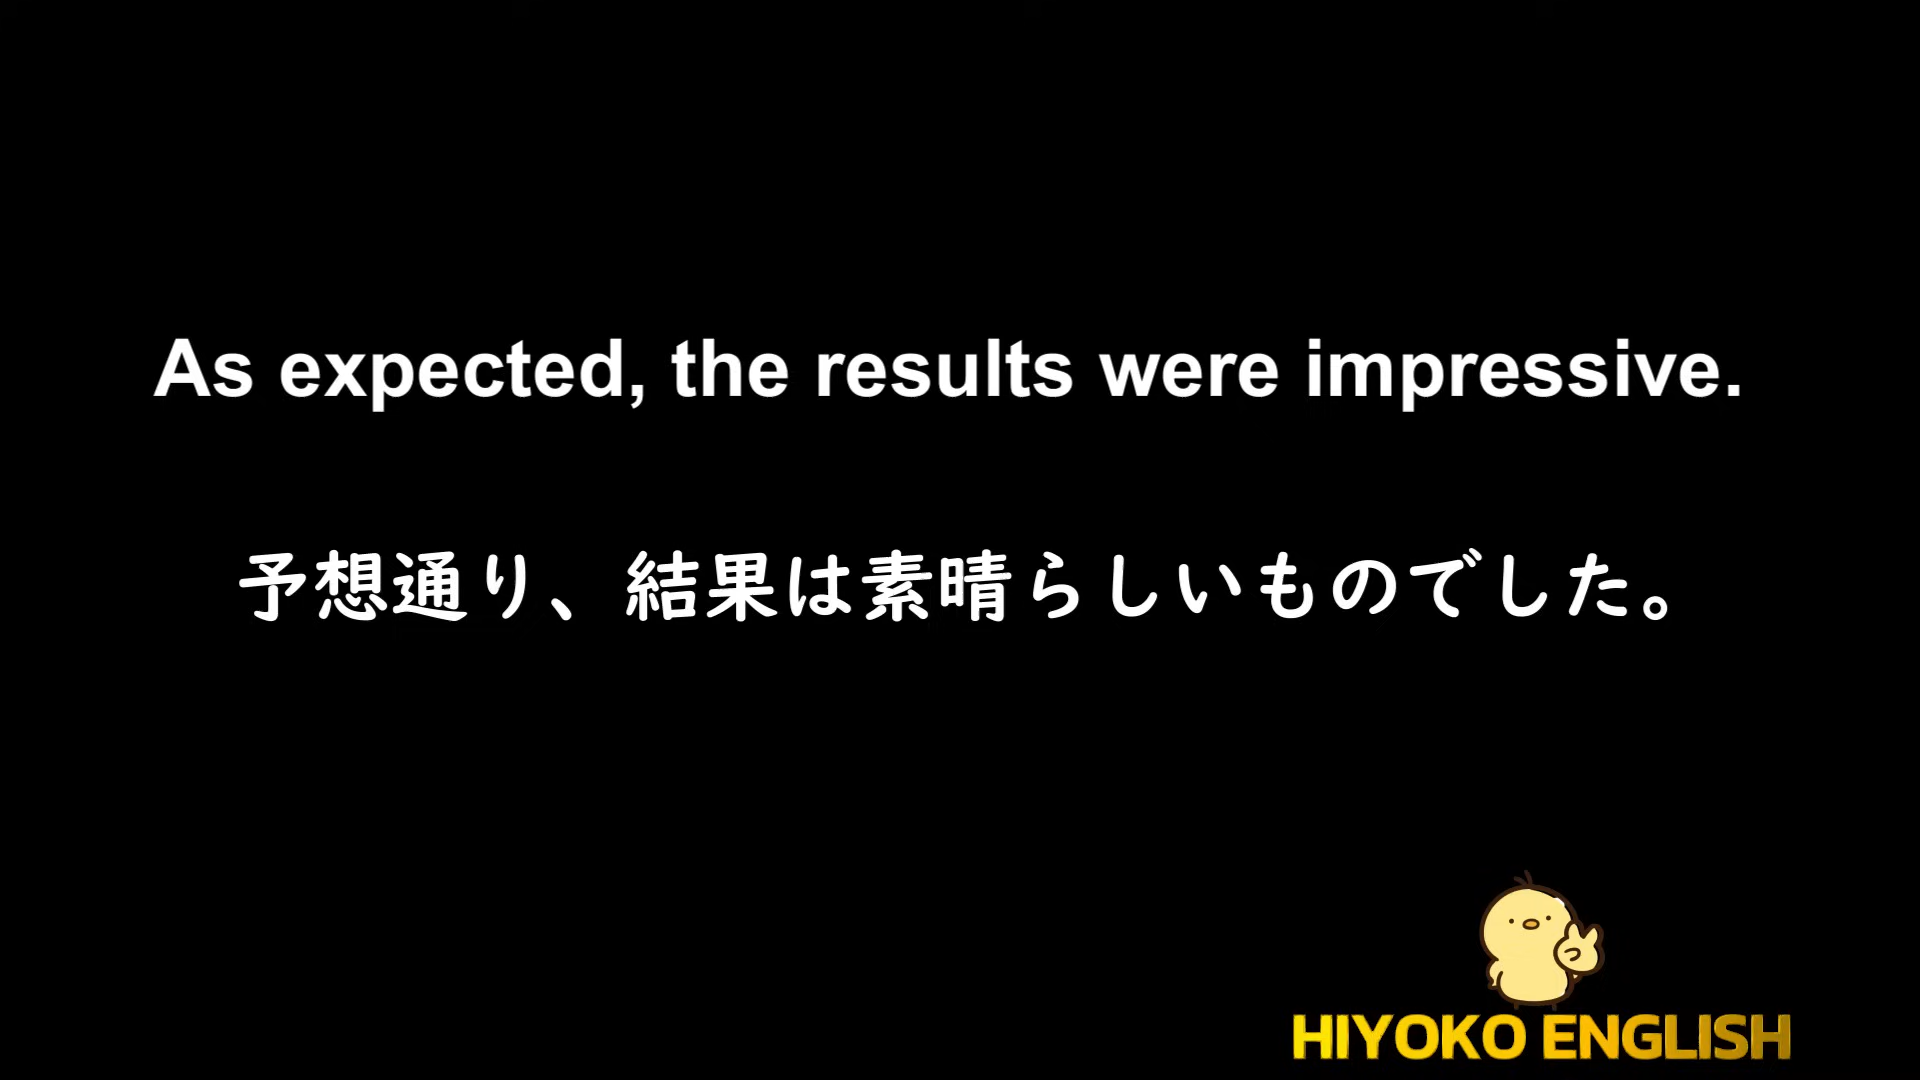 As expected, the results were impressive.
予想通り、結果は素晴らしいものでした。
HIYOKO ENGLISH